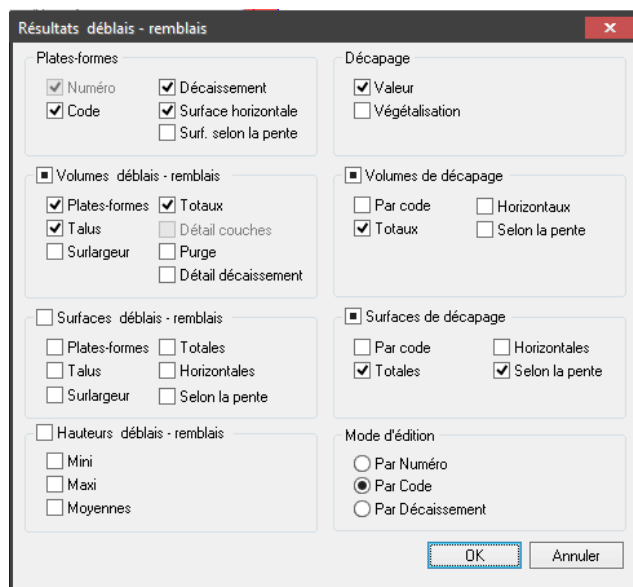 Résultats déblais - remblais
Plates-formes
Numéro
Décaissement
Code
Surface horizontale
Surf. selon la pente
Décapage
Valeur
Végétalisation
Volumes déblais - remblais
Plates-formes
Totaux
Talus
Détail couches
Surlargeur
Purge
Détail décaissement
Volumes de décapage
Par code
Horizontaux
Totaux
Selon la pente
Surfaces déblais - remblais
Plates-formes
Totales
Talus
Horizontales
Surlargeur
Selon la pente
Surfaces de décapage
Par code
Horizontales
Totales
Selon la pente
Hauteurs déblais - remblais
Mini
Maxi
Moyennes
Mode d'édition
Par Numéro
Par Code
Par Décaissement
OK
Annuler